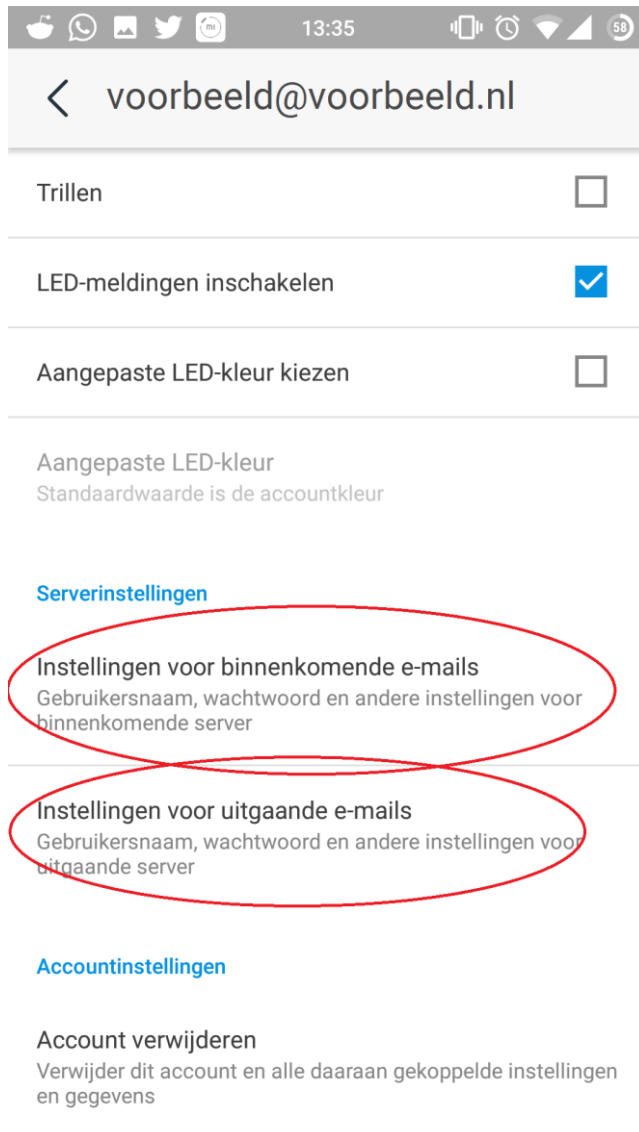 13:35
58
voorbeeld@voorbeeld.nl
Trillen
LED-meldingen inschakelen
Aangepaste LED-kleur kiezen
Aangepaste LED-kleur
Standaardwaarde is de accountkleur
Serverinstellingen
Instellingen voor binnenkomende e-mails
Gebruikersnaam, wachtwoord en andere instellingen voor
binnenkomende server
Instellingen voor uitgaande e-mails
Gebruikersnaam, wachtwoord en andere instellingen voor
uitgaande server
Accountinstellingen
Account verwijderen
Verwijder dit account en alle daaraan gekoppelde instellingen
en gegevens